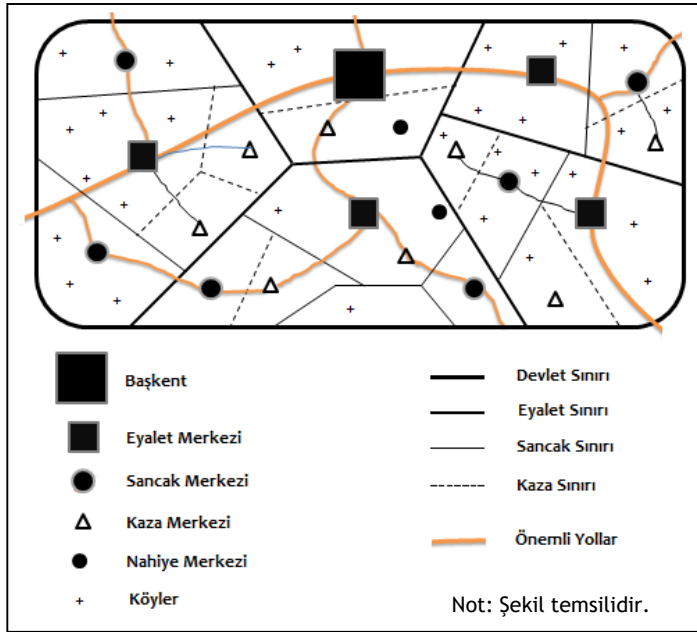 Başkent
Eyalet Merkezi
Sancak Merkezi
Kaza Merkezi
Nahiye Merkezi
Köyler
Devlet Sınırı
Eyalet Sınırı
Sancak Sınırı
Kaza Sınırı
Önemli Yollar
Not: Şekil temsilidir.